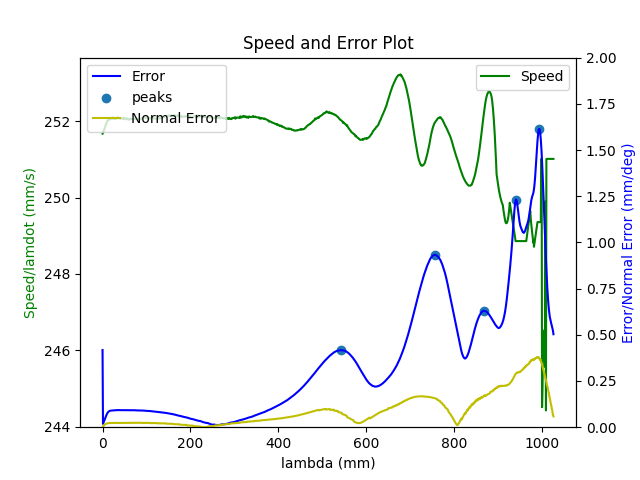 Speed and Error Plot
Error
peaks
Normal Error
Speed
252
250
248
246
244
2.00
1.75
1.50
1.25
1.00
0.75
0.50
0.25
0.00
0
200
400
600
800
1000
lambda (mm)
Speed/lamdot (mm/s)
Error/Normal Error (mm/deg)